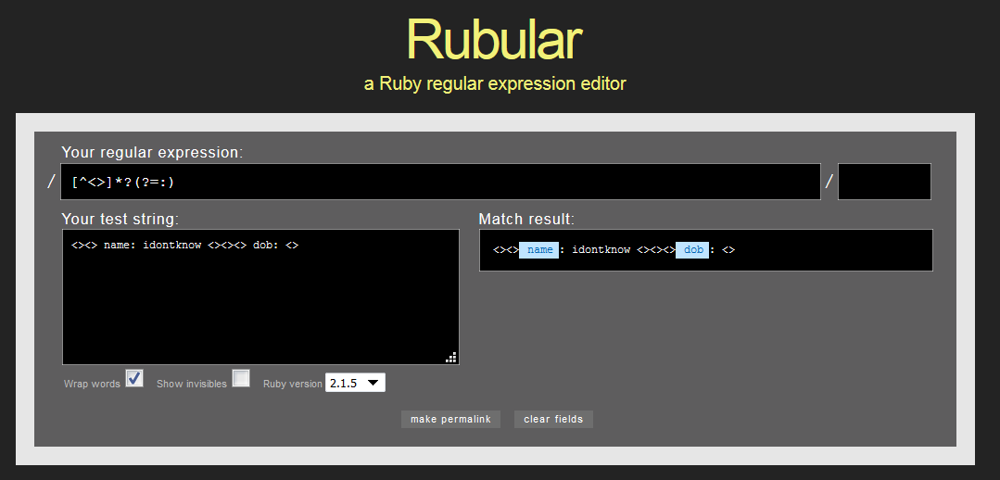 Rubular
a Ruby regular expression editor
Your regular expression:
/ [^<>]*?(?=:) /
Your test string:
<><> name: idontknow <><><> dob: <>
Match result:
<><> name: idontknow <><><> dob: <>
Wrap words Show invisibles Ruby version 2.1.5
make permalink clear fields